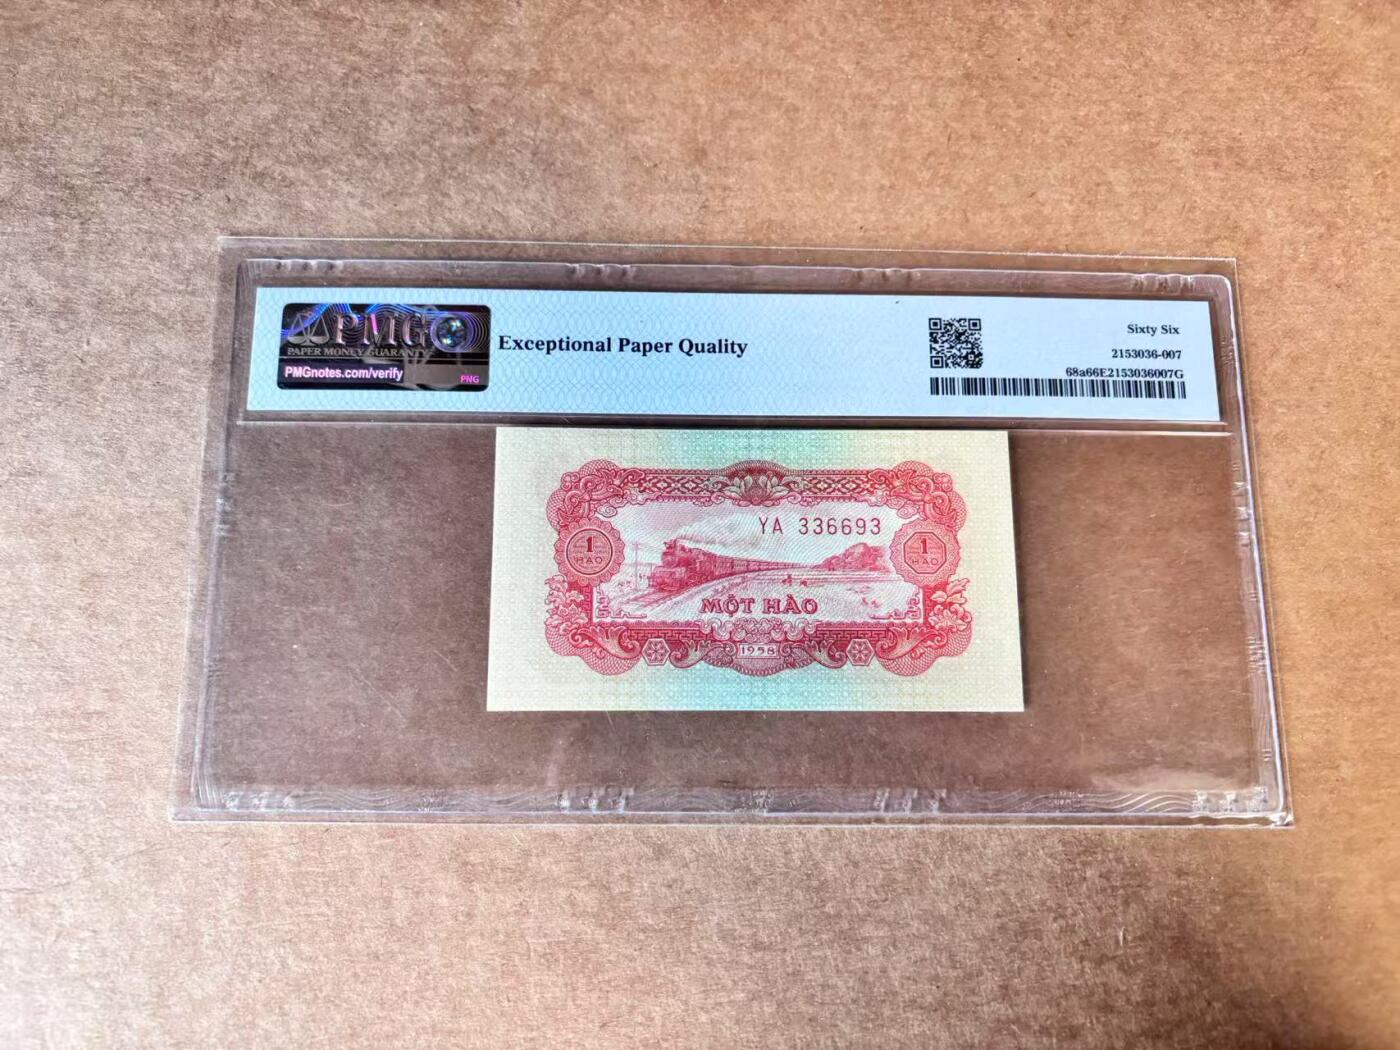 PMG
PAPER MONEY GUARANTY
PMGnotes.com/verify
PNG
Exceptional Paper Quality
Sixty Six
2153036-007
68a66E2153036007G
YA 336693
1
HÀO
1
HÀO
MỘT HÀO
1958